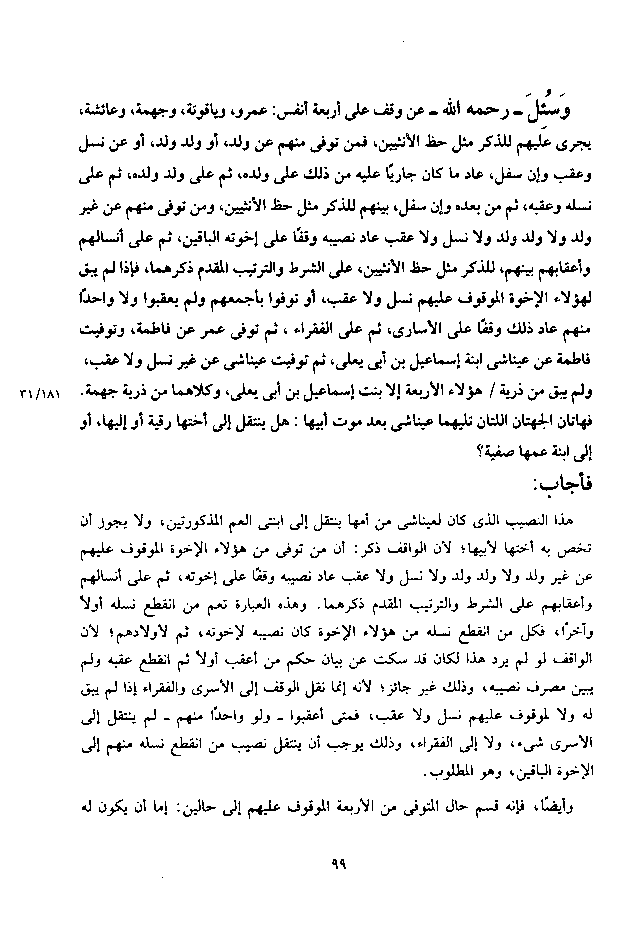 وَسُئِلَ ـ رحمه الله ـ عن وقف على أربعة أنفس: عمرو، وياقوتة، وجهمة، وعائشة،
يجرى عليهم للذكر مثل حظ الأنثيين، فمن توفى منهم عن ولد، أو ولد ولد، أو عن نسل
وعقب وإن سفل، عاد ما كان جاريًا عليه من ذلك على ولده، ثم على ولد ولده، ثم على
نسله وعقبه، ثم من بعده وإن سفل، بينهم للذكر مثل حظ الأنثيين، ومن توفى منهم عن غير
ولد ولا ولد ولد ولا نسل ولا عقب عاد نصيبه وقفًا على إخوته الباقين، ثم على أنسالهم
وأعقابهم بينهم، للذكر مثل حظ الأنثيين، على الشرط والترتيب المقدم ذكرهما، فإذا لم يبق
لهؤلاء الإخوة الموقوف عليهم نسل ولا عقب، أو توفوا بأجمعهم ولم يعقبوا ولا واحدًا
منهم عاد ذلك وقفًا على الأسارى، ثم على الفقراء ، ثم توفى عمر عن فاطمة، وتوفيت
فاطمة عن عيناشى ابنة إسماعيل بن أبى يعلى، ثم توفيت عيناشى عن غير نسل ولا عقب،
ولم يبق من ذرية / هؤلاء الأربعة إلا بنت إسماعيل بن أبى يعلى، وكلاهما من ذرية جهمة.
٣١/١٨١
فهاتان الجهتان اللتان تليهما عيناشى بعد موت أبيها : هل ينتقل إلى أختها رقية أو إليها، أو
إلى ابنة عمها صفية؟
فأجاب:
هذا النصيب الذى كان لعيناشى من أمها ينتقل إلى ابنتى العم المذكورتين، ولا يجوز أن
تخص به أختها لأبيها؛ لأن الواقف ذكر: أن من توفى من هؤلاء الإخوة الموقوف عليهم
عن غير ولد ولا ولد ولد ولا نسل ولا عقب عاد نصيبه وقفًا على إخوته، ثم على أنسالهم
وأعقابهم على الشرط والترتيب المقدم ذكرهما. وهذه العبارة تعم من انقطع نسله أولاً
وآخرًا، فكل من انقطع نسله من هؤلاء الإخوة كان نصيبه لإخوته، ثم لأولادهم؛ لأن
الواقف لو لم يرد هذا لكان قد سكت عن بيان حكم من أعقب أولاً ثم انقطع عقبه ولم
يبين مصرف نصيبه، وذلك غير جائز؛ لأنه إنما نقل الوقف إلى الأسرى والفقراء إذا لم يبق
له ولا لموقوف عليهم نسل ولا عقب، فمتى أعقبوا ـ ولو واحدًا منهم ـ لم ينتقل إلى
الأسرى شىء، ولا إلى الفقراء، وذلك يوجب أن ينتقل نصيب من انقطع نسله منهم إلى
الإخوة الباقين، وهو المطلوب.
وأيضًا، فإنه قسم حال المتوفى من الأربعة الموقوف عليهم إلى حالين: إما أن يكون له
٩٩